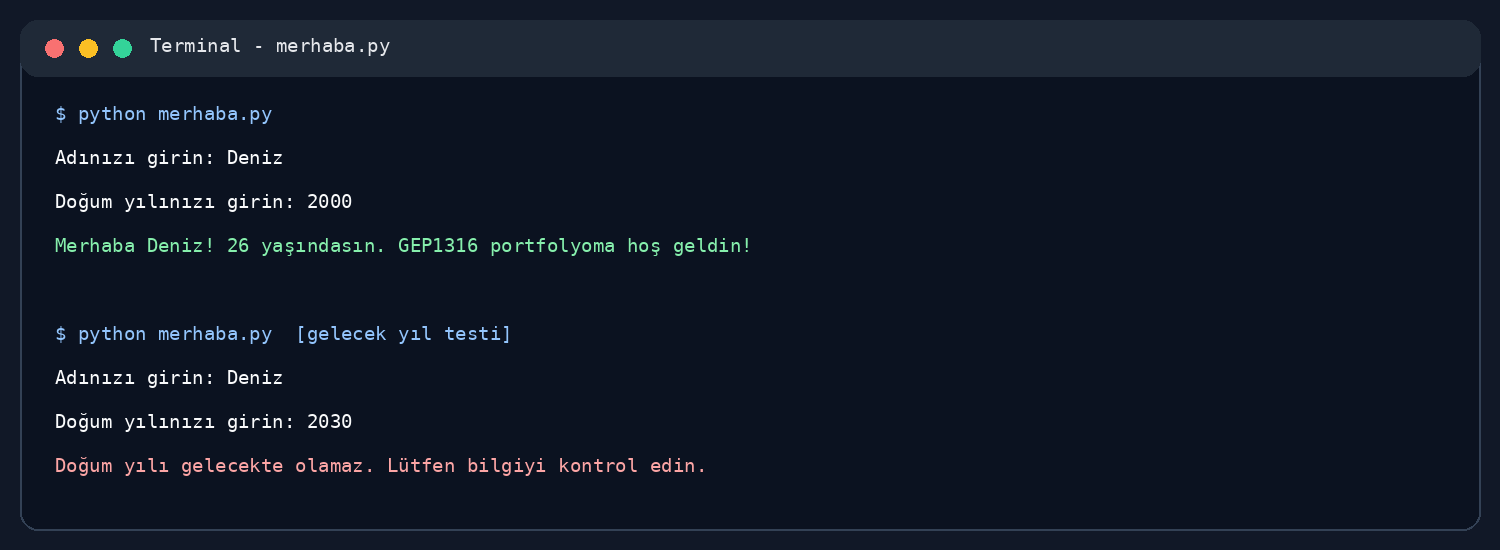 Terminal - merhaba.py
$ python merhaba.py
Adınızı girin: Deniz
Doğum yılınızı girin: 2000
Merhaba Deniz! 26 yaşındasın. GEP1316 portfolyoma hoş geldin!
$ python merhaba.py  [gelecek yıl testi]
Adınızı girin: Deniz
Doğum yılınızı girin: 2030
Doğum yılı gelecekte olamaz. Lütfen bilgiyi kontrol edin.